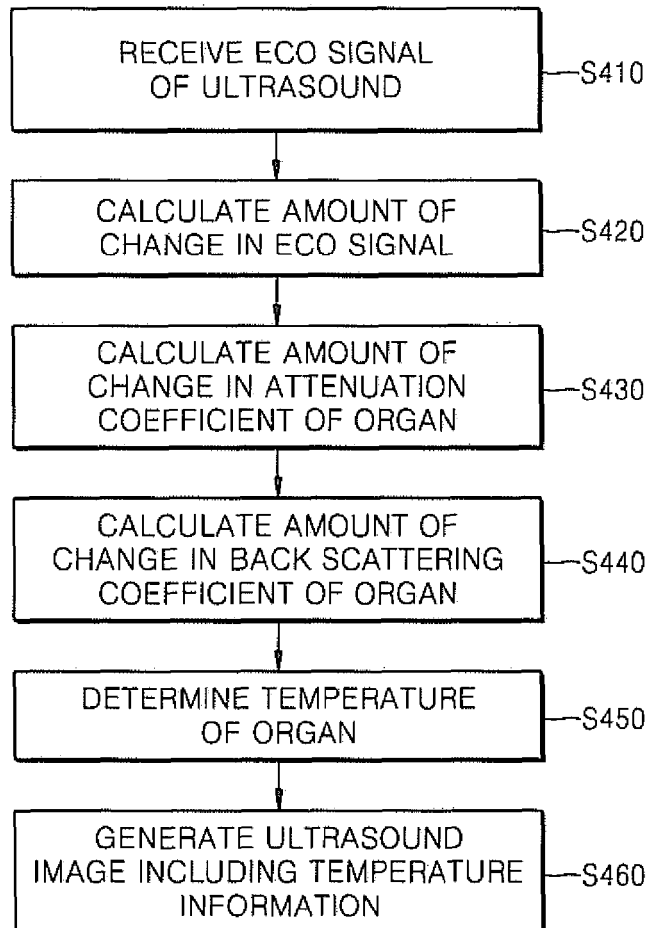 RECEIVE ECO SIGNAL
OF ULTRASOUND
S410
CALCULATE AMOUNT OF
CHANGE IN ECO SIGNAL
S420
CALCULATE AMOUNT OF
CHANGE IN ATTENUATION
COEFFICIENT OF ORGAN
S430
CALCULATE AMOUNT OF
CHANGE IN BACK SCATTERING
COEFFICIENT OF ORGAN
S440
DETERMINE TEMPERATURE
OF ORGAN
S450
GENERATE ULTRASOUND
IMAGE INCLUDING TEMPERATURE
INFORMATION
S460